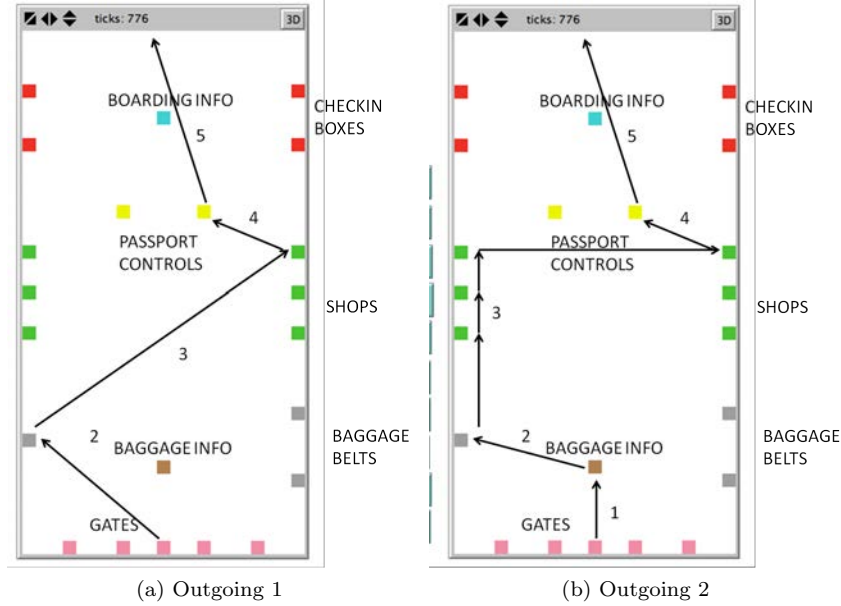 ticks: 776
3D
BOARDING INFO
CHECKIN
BOXES
5
4
PASSPORT
CONTROLS
SHOPS
3
2
BAGGAGE INFO
BAGGAGE
BELTS
GATES
(a) Outgoing 1
ticks: 776
3D
BOARDING INFO
CHECKIN
BOXES
5
4
PASSPORT
CONTROLS
3
SHOPS
2
BAGGAGE INFO
BAGGAGE
BELTS
GATES
1
(b) Outgoing 2